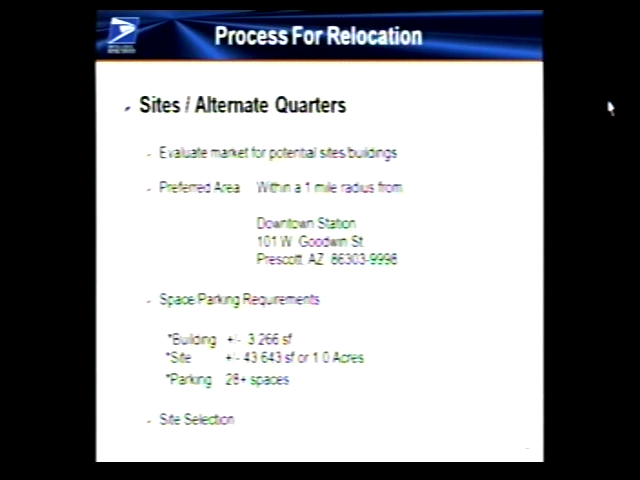 Process For Relocation
Sites / Alternate Quarters
- Evaluate market for potential sites/buildings
- Preferred Area Within a 1 mile radius from
Downtown Station
101 W. Goodwin St.
Prescott, AZ 86303-9998
- Space/Parking Requirements
*Building +/- 3,266 sf
*Site +/- 43,643 sf or 1.0 Acres
*Parking 28+ spaces
- Site Selection